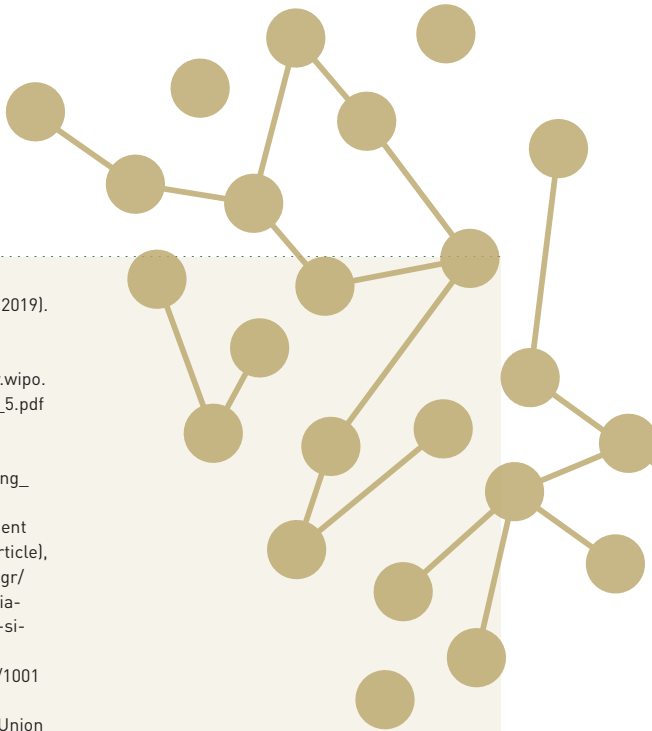 2019).
.wipo.
_5.pdf
ng_
ent
rticle),
gr/
ia-
-si-
/1001
Union